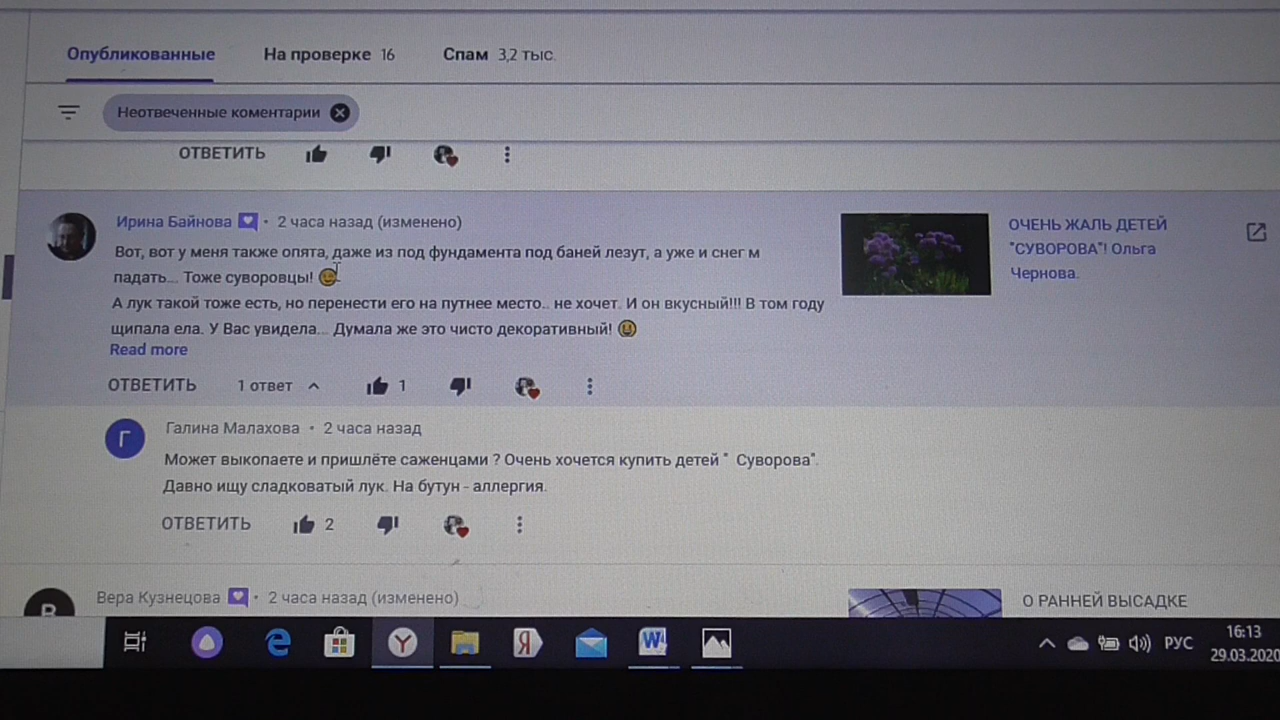 Опубликованные На проверке 16 Спам 3,2 тыс.
Неотвеченные коментарии
ОТВЕТИТЬ
Ирина Байнова • 2 часа назад (изменено)
Вот, вот у меня также опята, даже из под фундамента под баней лезут, а уже и снег м
падать... Тоже суворовцы!
А лук такой тоже есть, но перенести его на путнее место.. не хочет. И он вкусный!!! В том году
щипала ела. У Вас увидела... Думала же это чисто декоративный!
Read more
ОТВЕТИТЬ 1 ответ 1
ОЧЕНЬ ЖАЛЬ ДЕТЕЙ
"СУВОРОВА"! Ольга
Чернова.
Г
Галина Малахова • 2 часа назад
Может выкопаете и пришлёте саженцами ? Очень хочется купить детей " Суворова".
Давно ищу сладковатый лук. На бутун - аллергия.
ОТВЕТИТЬ 2
В
Вера Кузнецова • 2 часа назад (изменено)
О РАННЕЙ ВЫСАДКЕ
Y Я W РУС
16:13
29.03.2020